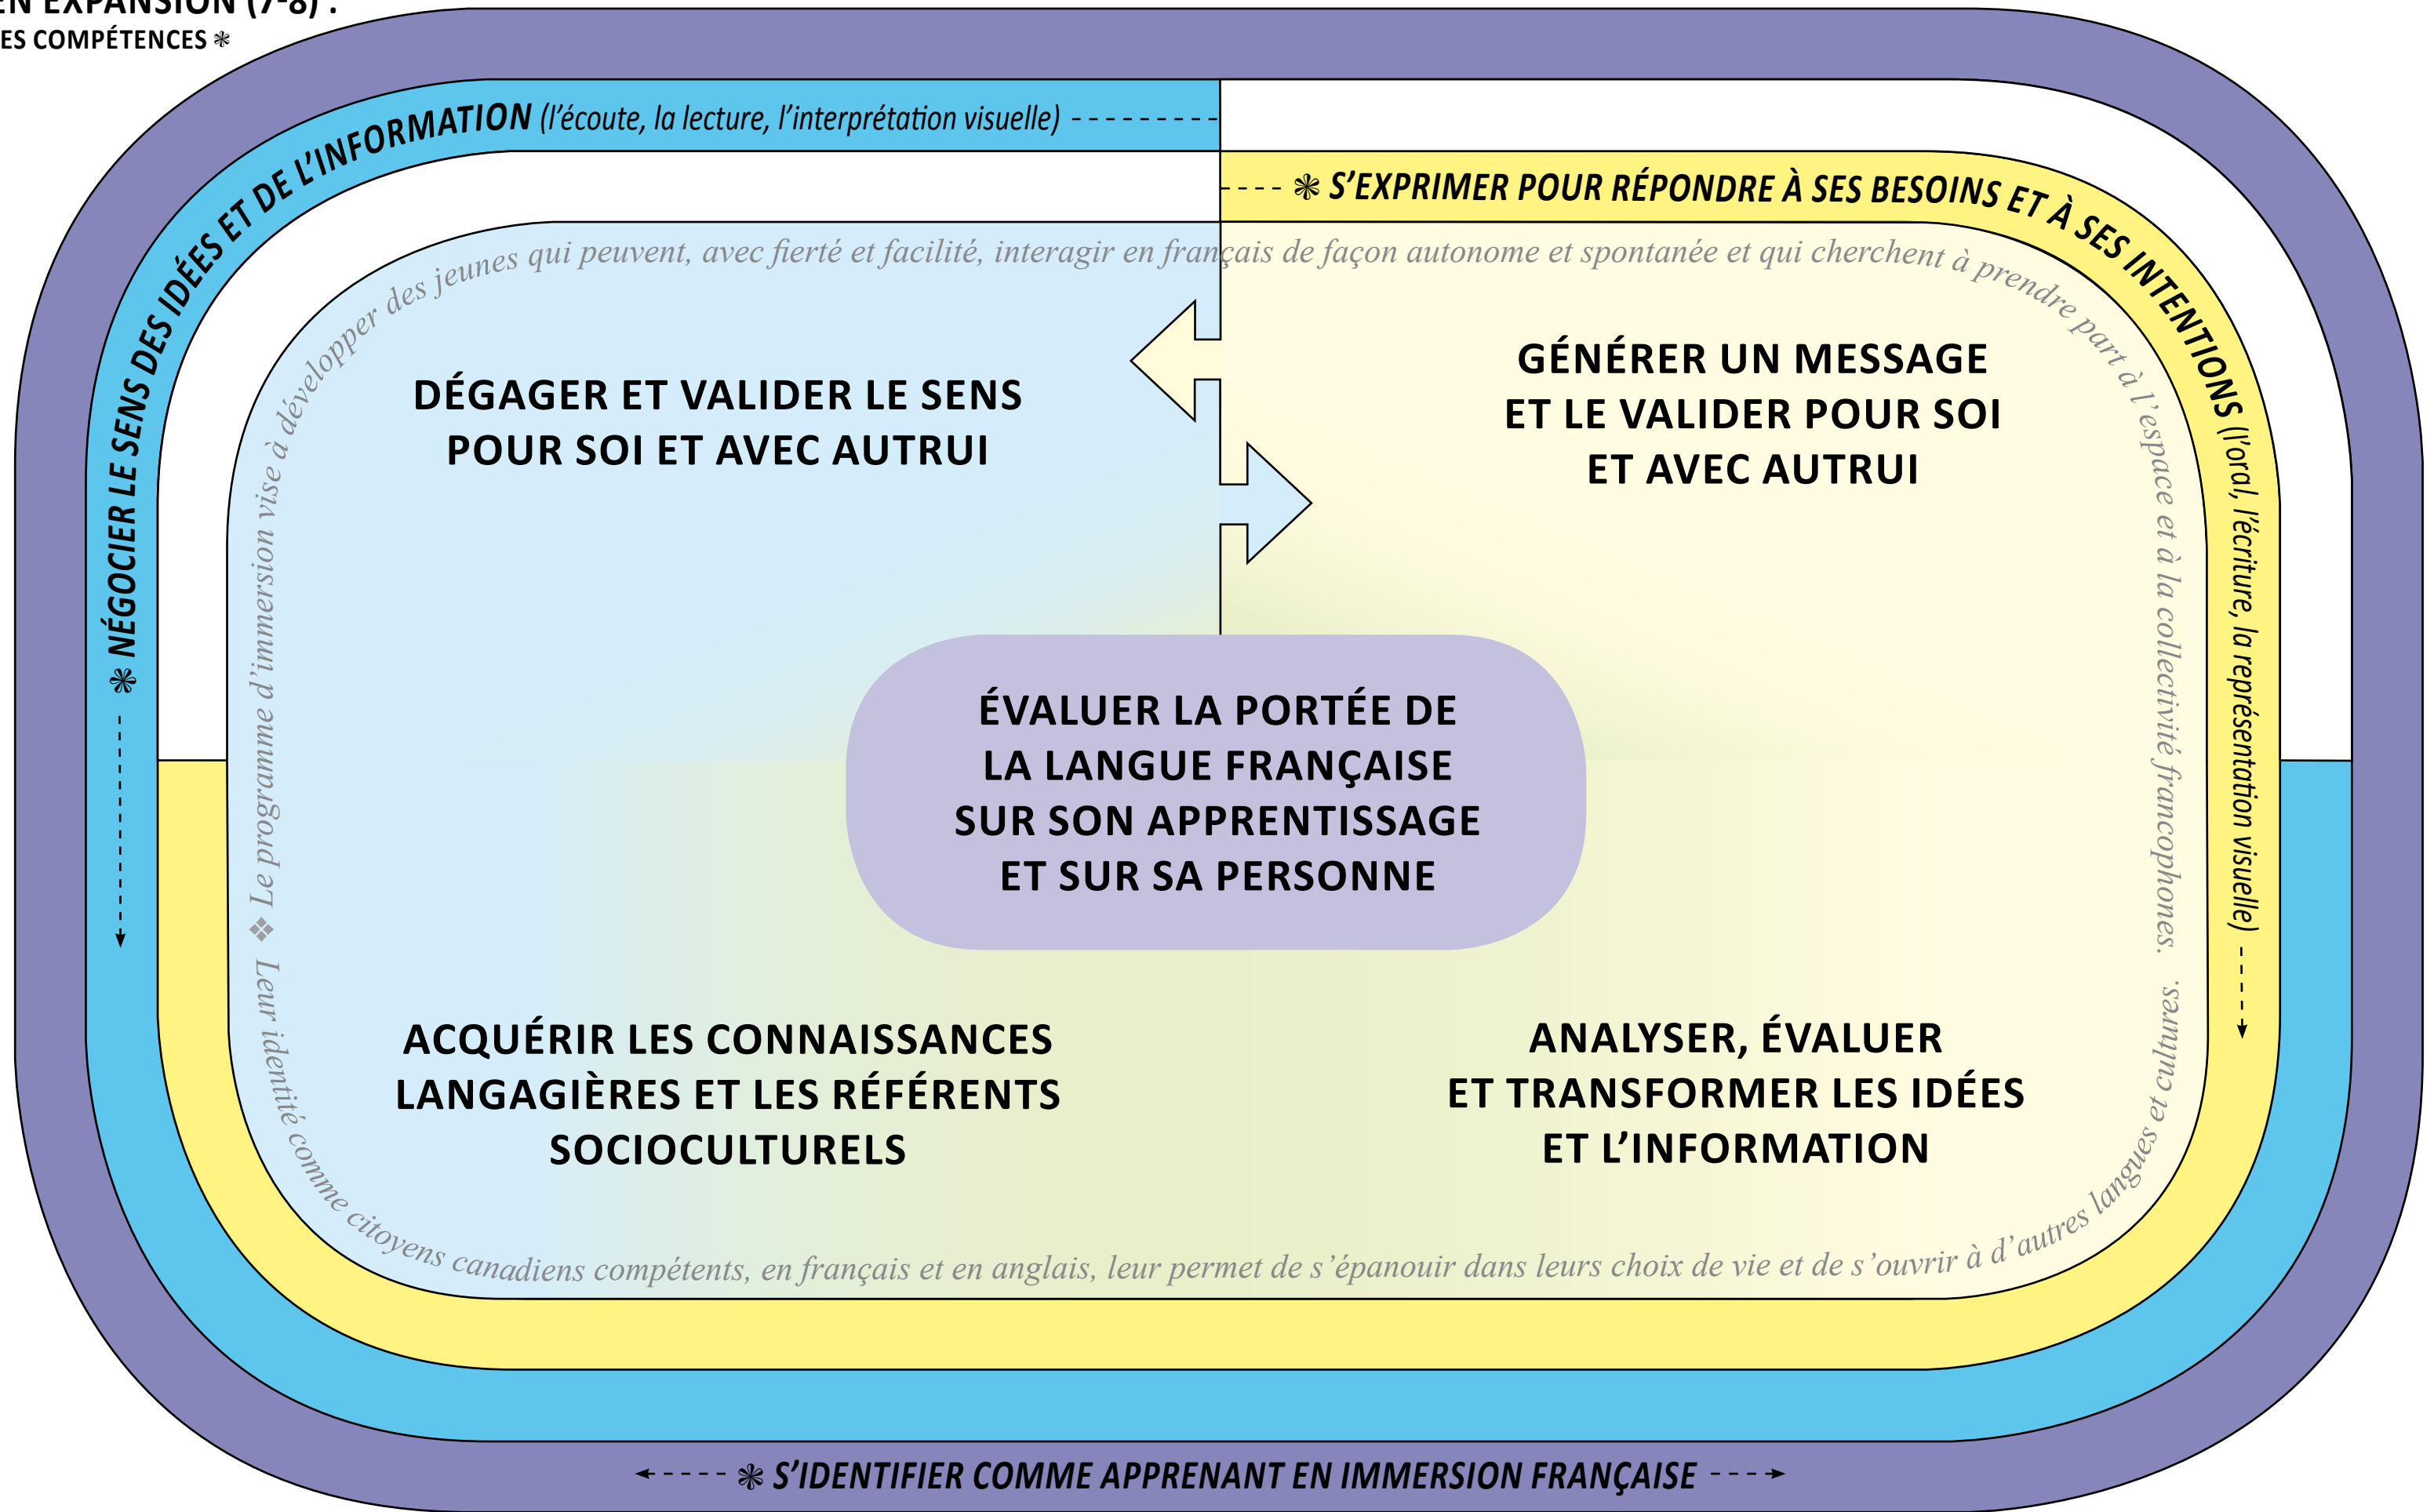 EN EXPANSION (7-8) :
ES COMPÉTENCES ❃
❃ NÉGOCIER LE SENS DES IDÉES ET DE L’INFORMATION (l’écoute, la lecture, l’interprétation visuelle)
❃ S’EXPRIMER POUR RÉPONDRE À SES BESOINS ET À SES INTENTIONS (l’oral, l’écriture, la représentation visuelle)
❖ Le programme d’immersion vise à développer des jeunes qui peuvent, avec fierté et facilité, interagir en français de façon autonome et spontanée et qui cherchent à prendre part à l’espace et à la collectivité francophones.
DÉGAGER ET VALIDER LE SENS
POUR SOI ET AVEC AUTRUI
GÉNÉRER UN MESSAGE
ET LE VALIDER POUR SOI
ET AVEC AUTRUI
ÉVALUER LA PORTÉE DE
LA LANGUE FRANÇAISE
SUR SON APPRENTISSAGE
ET SUR SA PERSONNE
ACQUÉRIR LES CONNAISSANCES
LANGAGIÈRES ET LES RÉFÉRENTS
SOCIOCULTURELS
ANALYSER, ÉVALUER
ET TRANSFORMER LES IDÉES
ET L’INFORMATION
Leur identité comme citoyens canadiens compétents, en français et en anglais, leur permet de s’épanouir dans leurs choix de vie et de s’ouvrir à d’autres langues et cultures.
❃ S’IDENTIFIER COMME APPRENANT EN IMMERSION FRANÇAISE